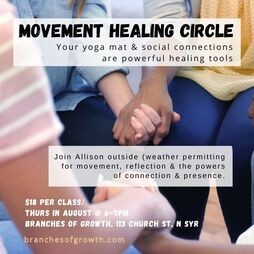 MOVEMENT HEALING CIRCLE
Your yoga mat & social connections
are powerful healing tools
Join Allison outside (weather permitting
for movement, reflection & the powers
of connection & presence.
$18 PER CLASS/
THURS IN AUGUST @ 6-7PM
BRANCHES OF GROWTH, 113 CHURCH ST, N SYR
branchesofgrowth.com